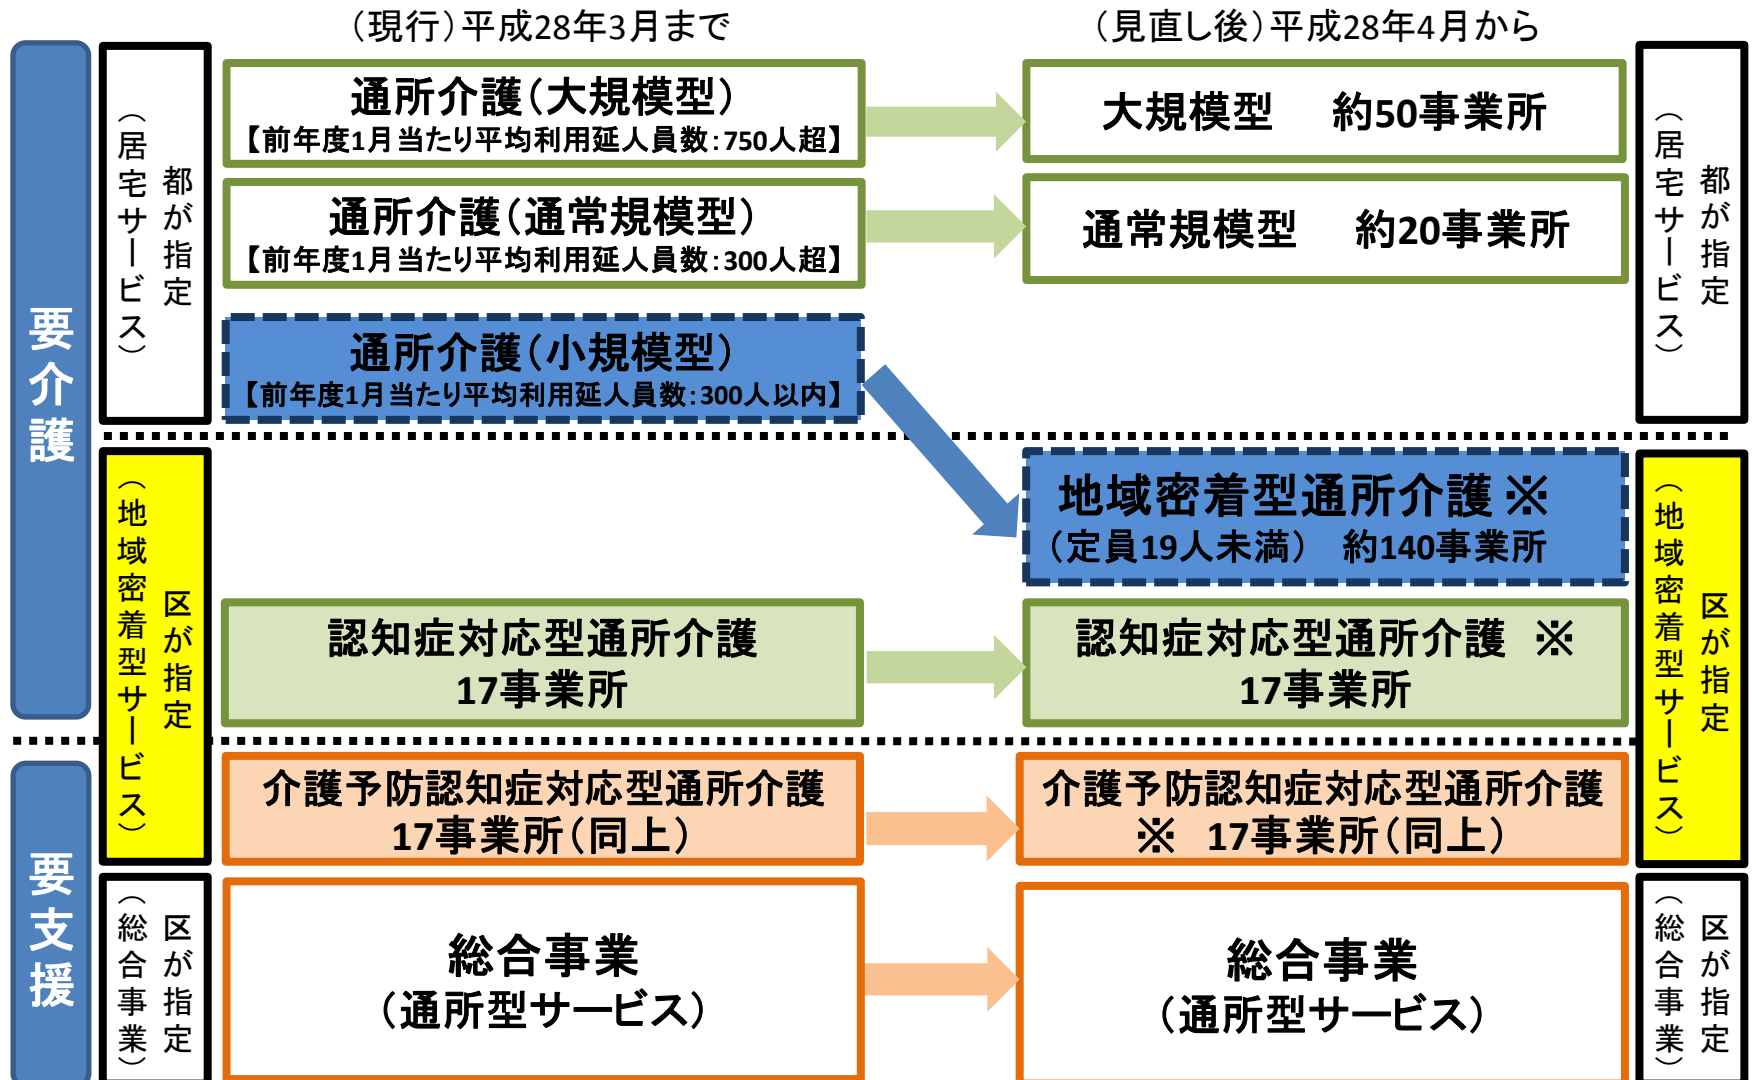 （現行）平成28年3月まで
（見直し後）平成28年4月から
要介護
都が指定
（居宅サービス）
通所介護（大規模型）
【前年度1月当たり平均利用延人員数：750人超】
大規模型　約50事業所
通所介護（通常規模型）
【前年度1月当たり平均利用延人員数：300人超】
通常規模型　約20事業所
通所介護（小規模型）
【前年度1月当たり平均利用延人員数：300人以内】
都が指定
（居宅サービス）
区が指定
（地域密着型サービス）
地域密着型通所介護 ※
（定員19人未満）　約140事業所
認知症対応型通所介護
17事業所
認知症対応型通所介護　※
17事業所
区が指定
（地域密着型サービス）
要支援
介護予防認知症対応型通所介護
17事業所（同上）
介護予防認知症対応型通所介護
※　17事業所（同上）
区が指定
（総合事業）
総合事業
（通所型サービス）
総合事業
（通所型サービス）
区が指定
（総合事業）